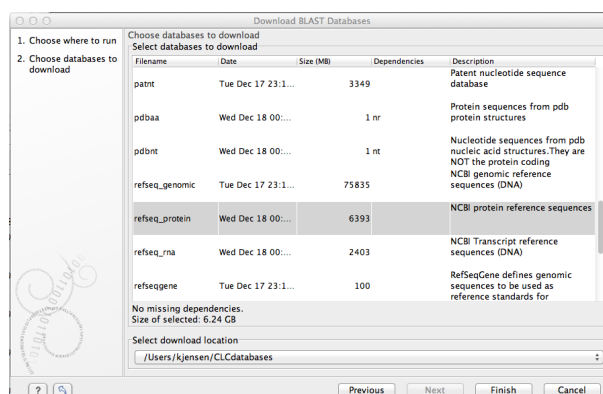 Download BLAST Databases
1. Choose where to run
2. Choose databases to
download
Choose databases to download
Select databases to download
Filename Date Size (MB) Dependencies Description
patnt Tue Dec 17 23:1... 3349 Patent nucleotide sequence
database
pdbaa Wed Dec 18 00:... 1 nr Protein sequences from pdb
protein structures
pdbnt Wed Dec 18 00:... 1 nt Nucleotide sequences from pdb
nucleic acid structures.They are
NOT the protein coding
refseq_genomic Tue Dec 17 23:1... 75835 NCBI genomic reference
sequences (DNA)
refseq_protein Wed Dec 18 00:... 6393 NCBI protein reference sequences
refseq_rna Wed Dec 18 00:... 2403 NCBI Transcript reference
sequences (DNA)
refseqgene Tue Dec 17 23:1... 100 RefSeqGene defines genomic
sequences to be used as
reference standards for
No missing dependencies.
Size of selected: 6.24 GB
Select download location
/Users/kjensen/CLCdatabases
? Previous Next Finish Cancel